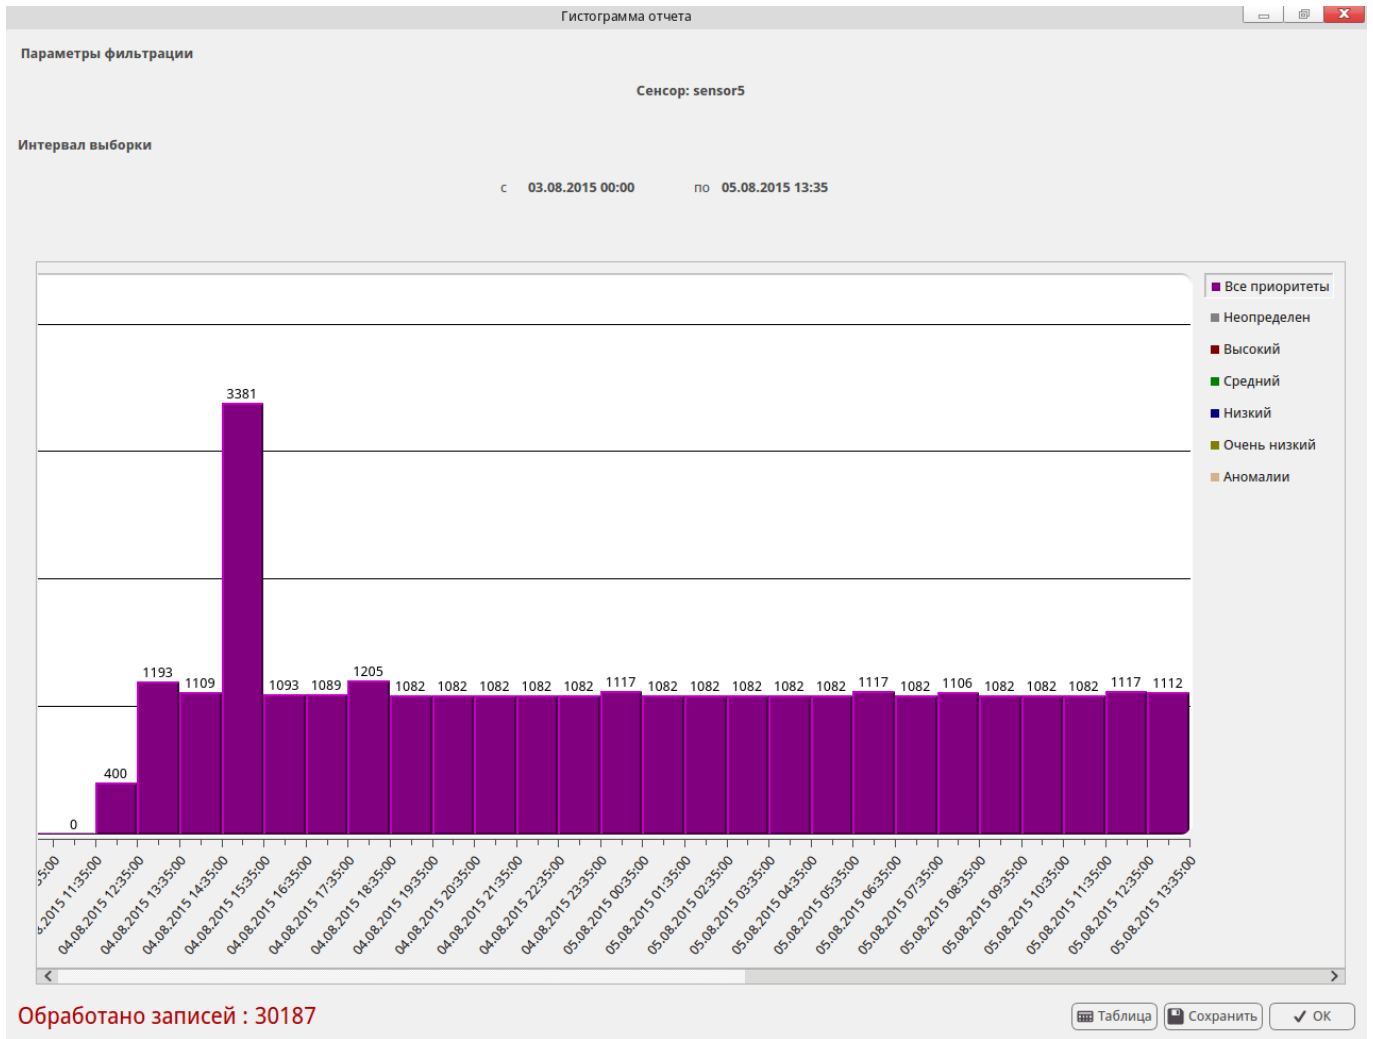 Гистограмма отчета
Параметры фильтрации
Сенсор: sensor5
Интервал выборки
с 03.08.2015 00:00 по 05.08.2015 13:35
Все приоритеты
Неопределен
Высокий
Средний
Низкий
Очень низкий
Аномалии
3381
1193 1109 1093 1089 1205 1082 1082 1082 1082 1082 1117 1082 1082 1082 1082 1082 1117 1082 1106 1082 1082 1082 1117 1112
400
0
:35:00
8.2015 11:35:00
04.08.2015 12:35:00
04.08.2015 13:35:00
04.08.2015 14:35:00
04.08.2015 15:35:00
04.08.2015 16:35:00
04.08.2015 17:35:00
04.08.2015 18:35:00
04.08.2015 19:35:00
04.08.2015 20:35:00
04.08.2015 21:35:00
04.08.2015 22:35:00
04.08.2015 23:35:00
05.08.2015 00:35:00
05.08.2015 01:35:00
05.08.2015 02:35:00
05.08.2015 03:35:00
05.08.2015 04:35:00
05.08.2015 05:35:00
05.08.2015 06:35:00
05.08.2015 07:35:00
05.08.2015 08:35:00
05.08.2015 09:35:00
05.08.2015 10:35:00
05.08.2015 11:35:00
05.08.2015 12:35:00
05.08.2015 13:35:00
Обработано записей : 30187
Таблица Сохранить ОК